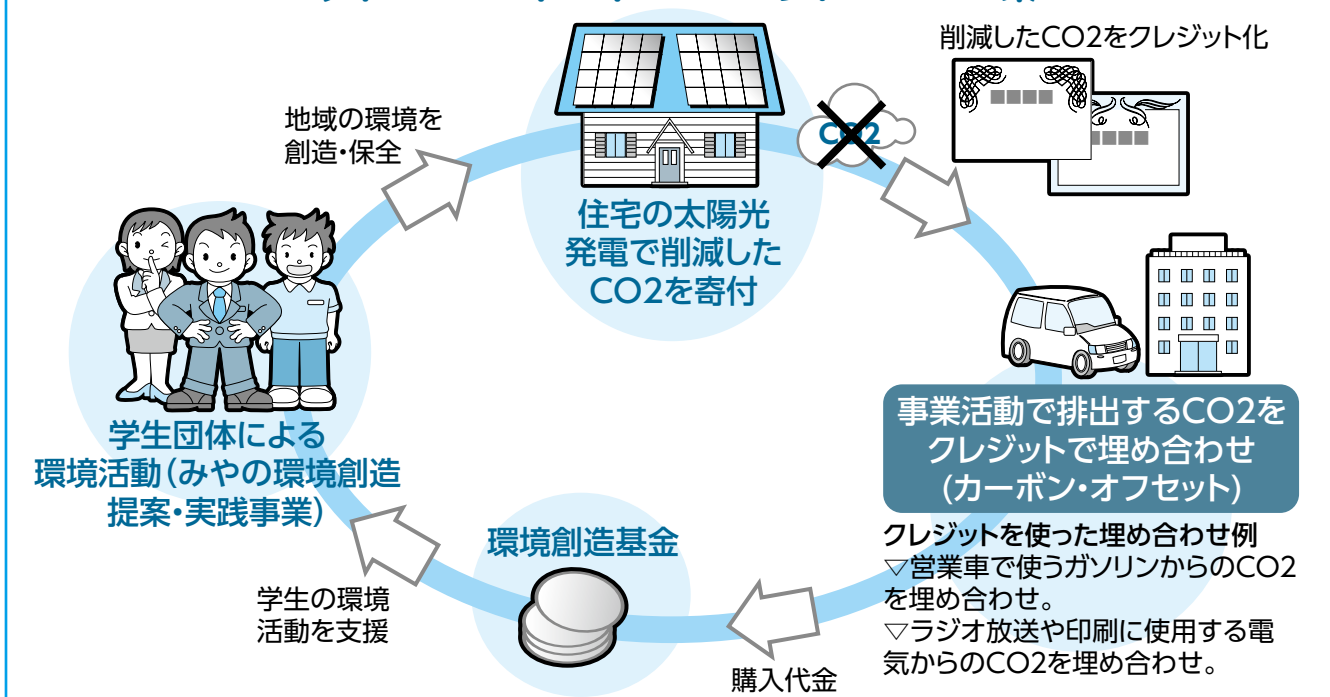 削減したCO2をクレジット化
地域の環境を
創造・保全
CO2
住宅の太陽光
発電で削減した
CO2を寄付
事業活動で排出するCO2を
クレジットで埋め合わせ
(カーボン・オフセット)
クレジットを使った埋め合わせ例
▽営業車で使うガソリンからのCO2
を埋め合わせ。
▽ラジオ放送や印刷に使用する電
気からのCO2を埋め合わせ。
購入代金
環境創造基金
学生の環境
活動を支援
学生団体による
環境活動(みやの環境創造
提案・実践事業)